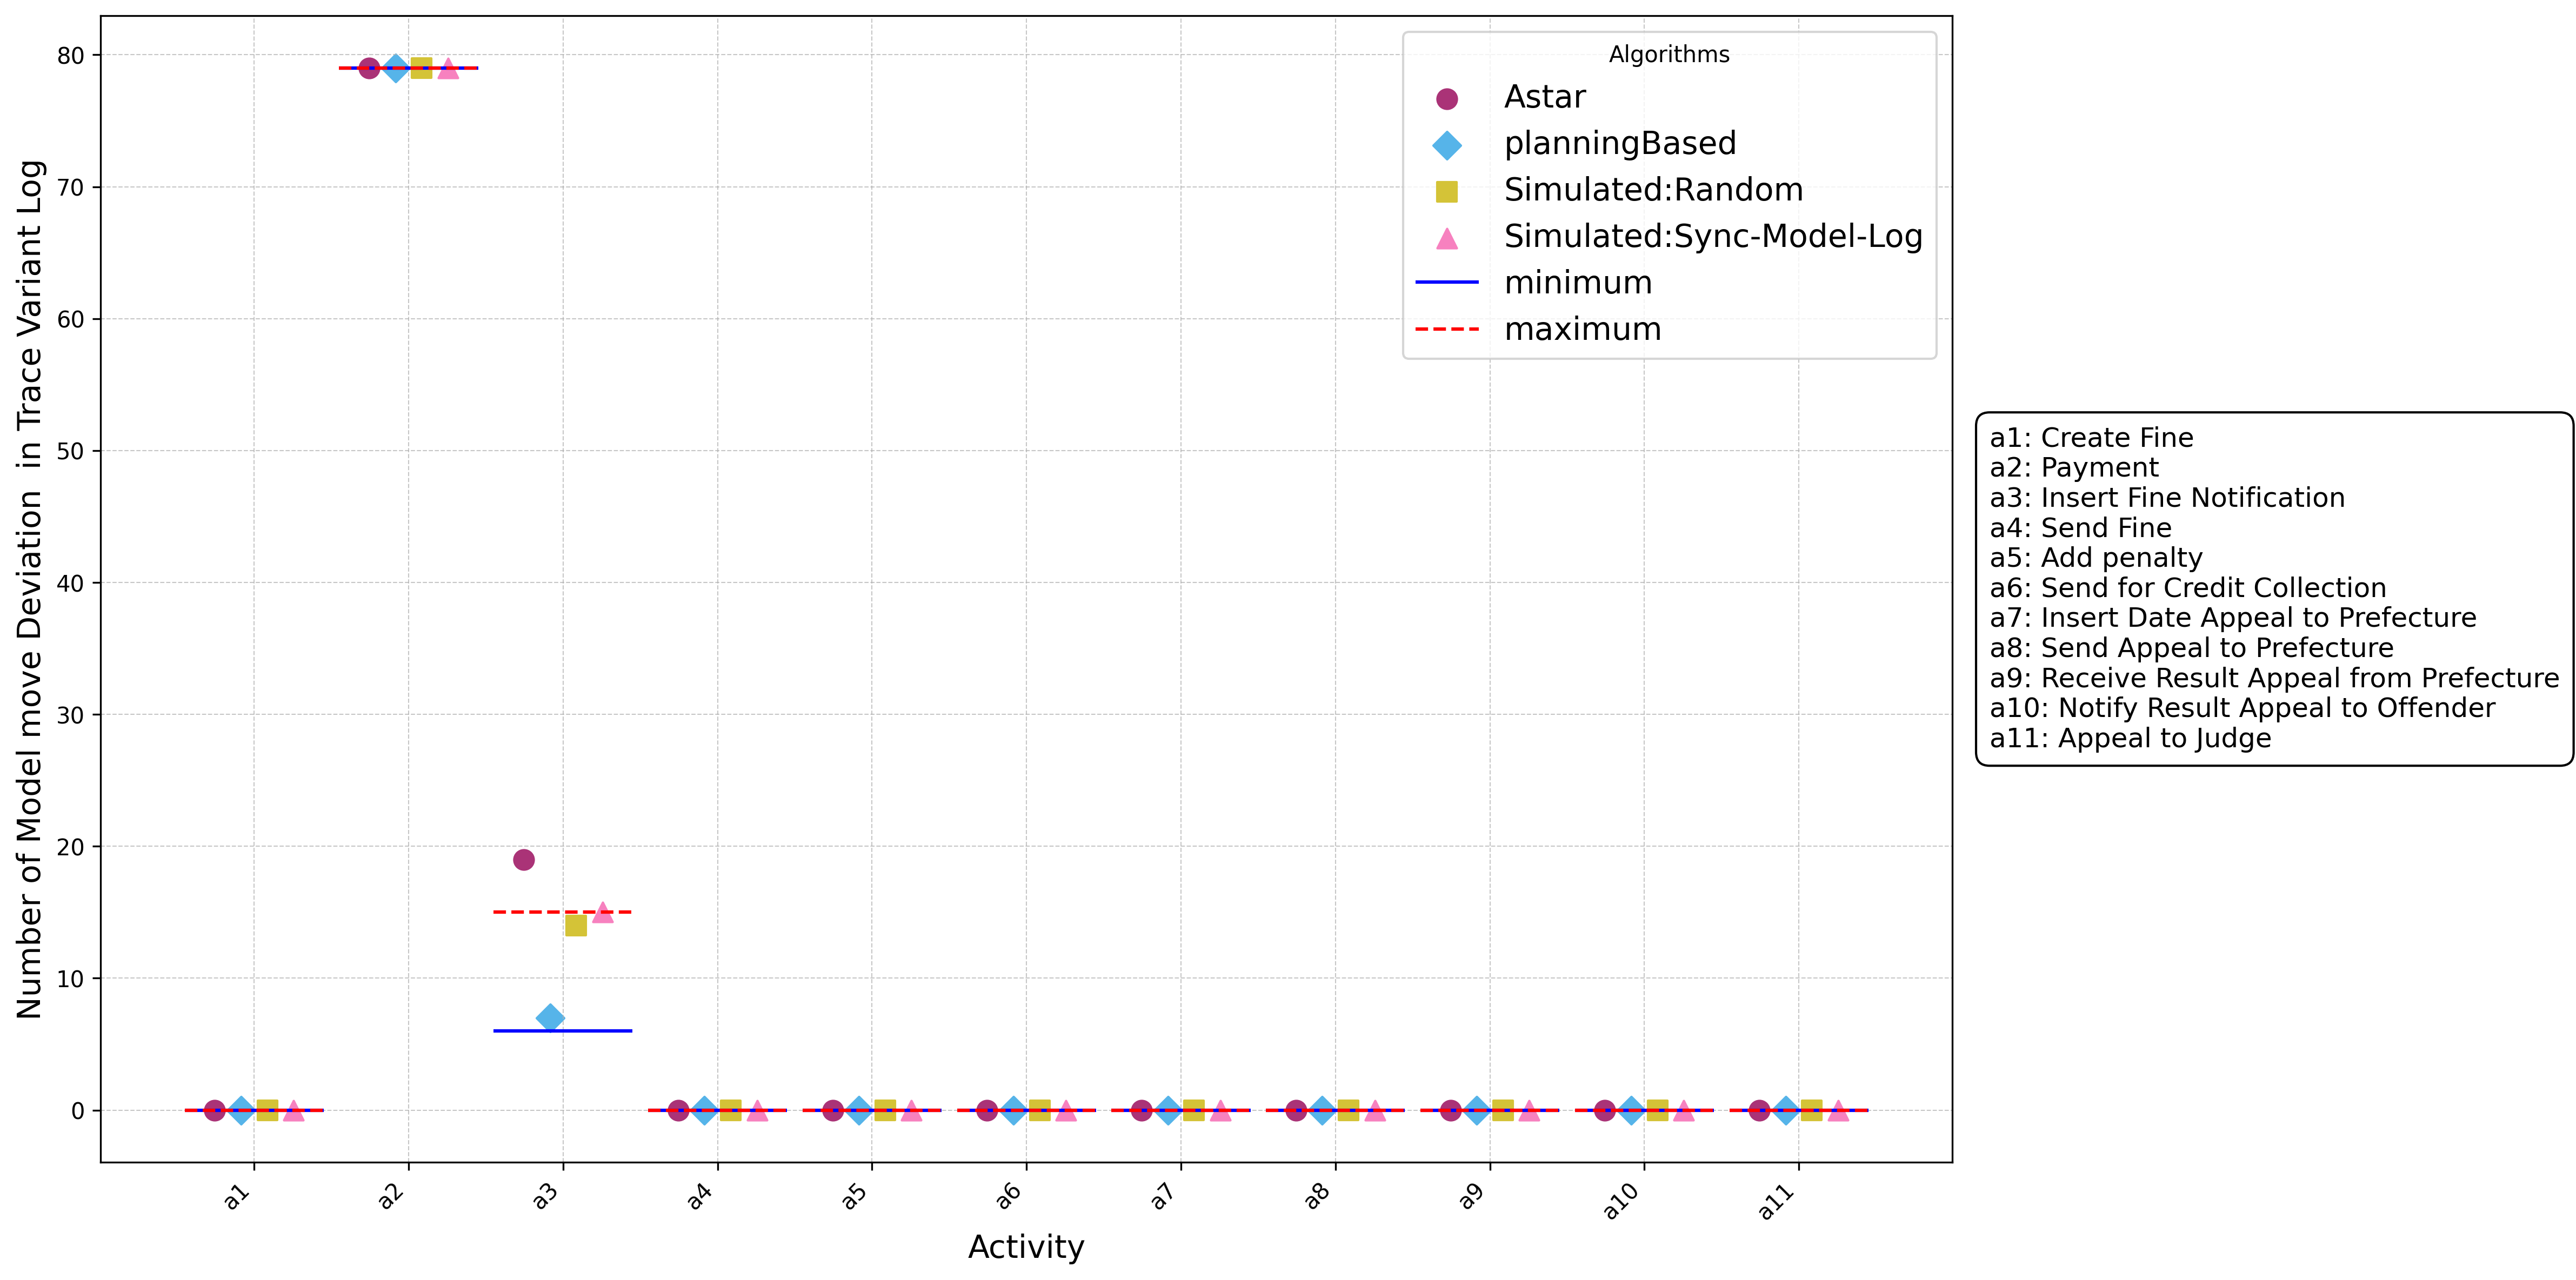 Number of Model move Deviation  in Trace Variant Log
80
70
60
50
40
30
20
10
0
a1
a2
a3
a4
a5
a6
a7
a8
a9
a10
a11
Activity
Algorithms
Astar
planningBased
Simulated:Random
Simulated:Sync-Model-Log
minimum
maximum
a1: Create Fine
a2: Payment
a3: Insert Fine Notification
a4: Send Fine
a5: Add penalty
a6: Send for Credit Collection
a7: Insert Date Appeal to Prefecture
a8: Send Appeal to Prefecture
a9: Receive Result Appeal from Prefecture
a10: Notify Result Appeal to Offender
a11: Appeal to Judge